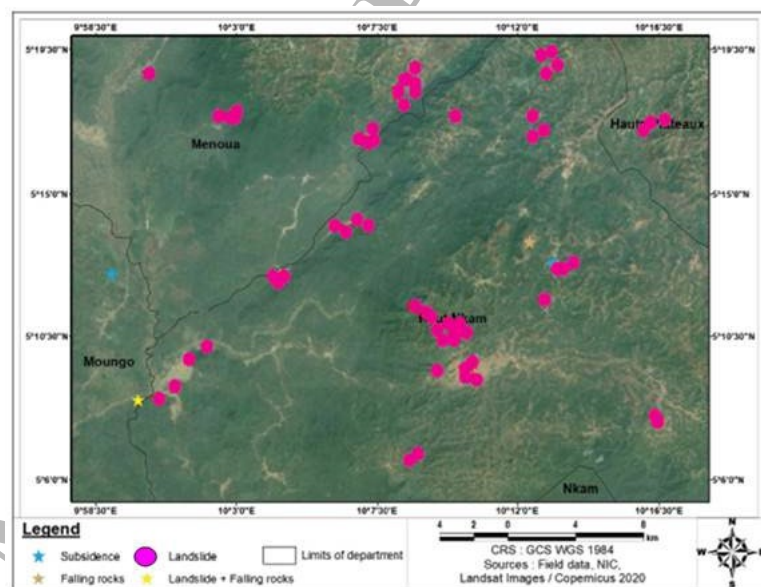 9°58'30"E 10°3'0"E 10°7'30"E 10°12'0"E 10°16'30"E
5°19'30"N 5°19'30"N
Menoua
5°15'0"N 5°15'0"N
5°10'30"N 5°10'30"N
Moungo
5°6'0"N 5°6'0"N
Nkam
9°58'30"E 10°3'0"E 10°7'30"E 10°12'0"E 10°16'30"E
Legend
Subsidence Landslide Limits of department
Falling rocks Landslide + Falling rocks
4 2 0 4 8
km
CRS : GCS WGS 1984
Sources : Field data, NIC,
Landsat Images / Copernicus 2020
N
W E
S